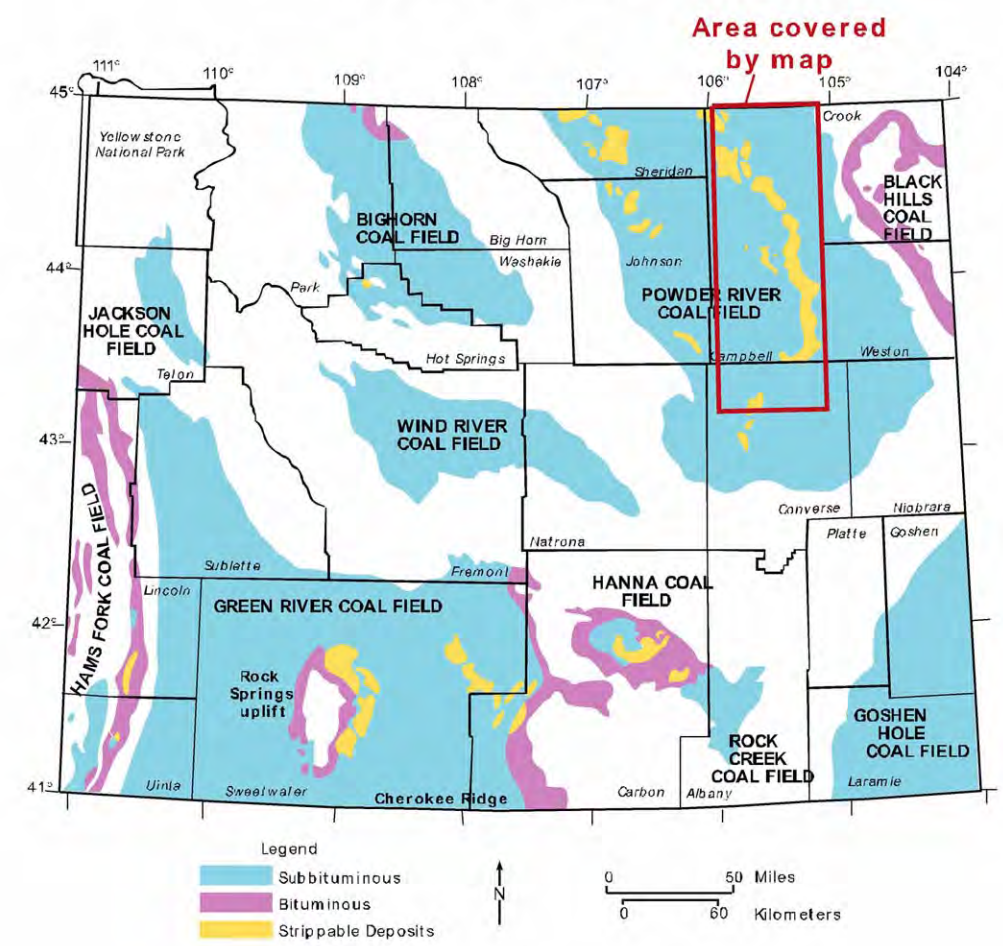 Area covered
by map
111°
110°
109°
108°
107°
106°
105°
104°
45°
44°
43°
42°
41°
Yellowstone
National Park
Crook
Sheridan
BLACK
HILLS
COAL
FIELD
BIGHORN
COAL FIELD
Big Horn
Washakie
Johnson
Park
POWDER RIVER
COAL FIELD
JACKSON
HOLE COAL
FIELD
Hot Springs
Campbell
Weston
Teton
WIND RIVER
COAL FIELD
HAMS FORK COAL FIELD
Converse
Niobrara
Natrona
Platte
Goshen
Sublette
Fremont
Lincoln
HANNA COAL
FIELD
GREEN RIVER COAL FIELD
Rock
Springs
uplift
GOSHEN
HOLE
COAL FIELD
ROCK
CREEK
COAL FIELD
Uinta
Sweetwater
Cherokee Ridge
Carbon
Albany
Laramie
Legend
Subbituminous
Bituminous
Strippable Deposits
N
0 50 Miles
0 60 Kilometers